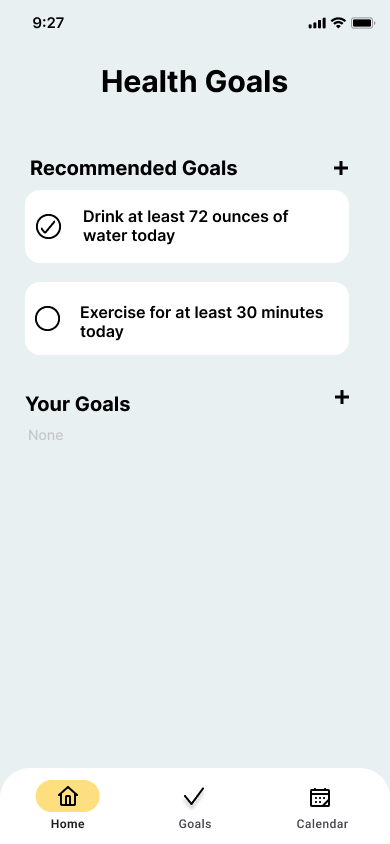 9:27
Health Goals
Recommended Goals
Drink at least 72 ounces of
water today
Exercise for at least 30 minutes
today
Your Goals
None
Home
Goals
Calendar